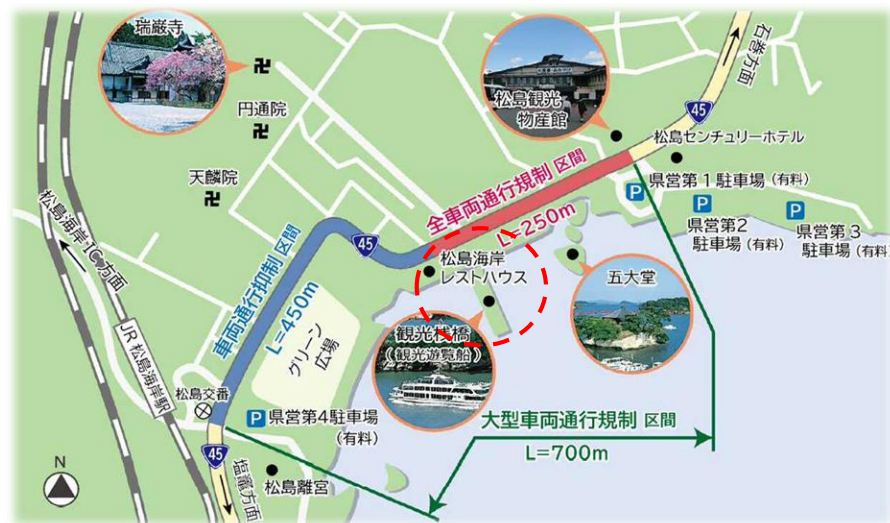 瑞巌寺
円通院
天麟院
松島観光
物産館
石巻方面
45
松島センチュリーホテル
全車両通行規制 区間
L=250m
P 県営第1駐車場 (有料)
P
県営第2
駐車場 (有料)
P
県営第3
駐車場 (有料)
松島海岸IC方面
JR 松島海岸駅
車両通行抑制 区間
L=450m
45
松島海岸
レストハウス
五大堂
グリーン
広場
観光桟橋
(観光遊覧船)
松島交番
P 県営第4駐車場
(有料)
大型車両通行規制 区間
L=700m
45
塩竈方面
松島離宮
N